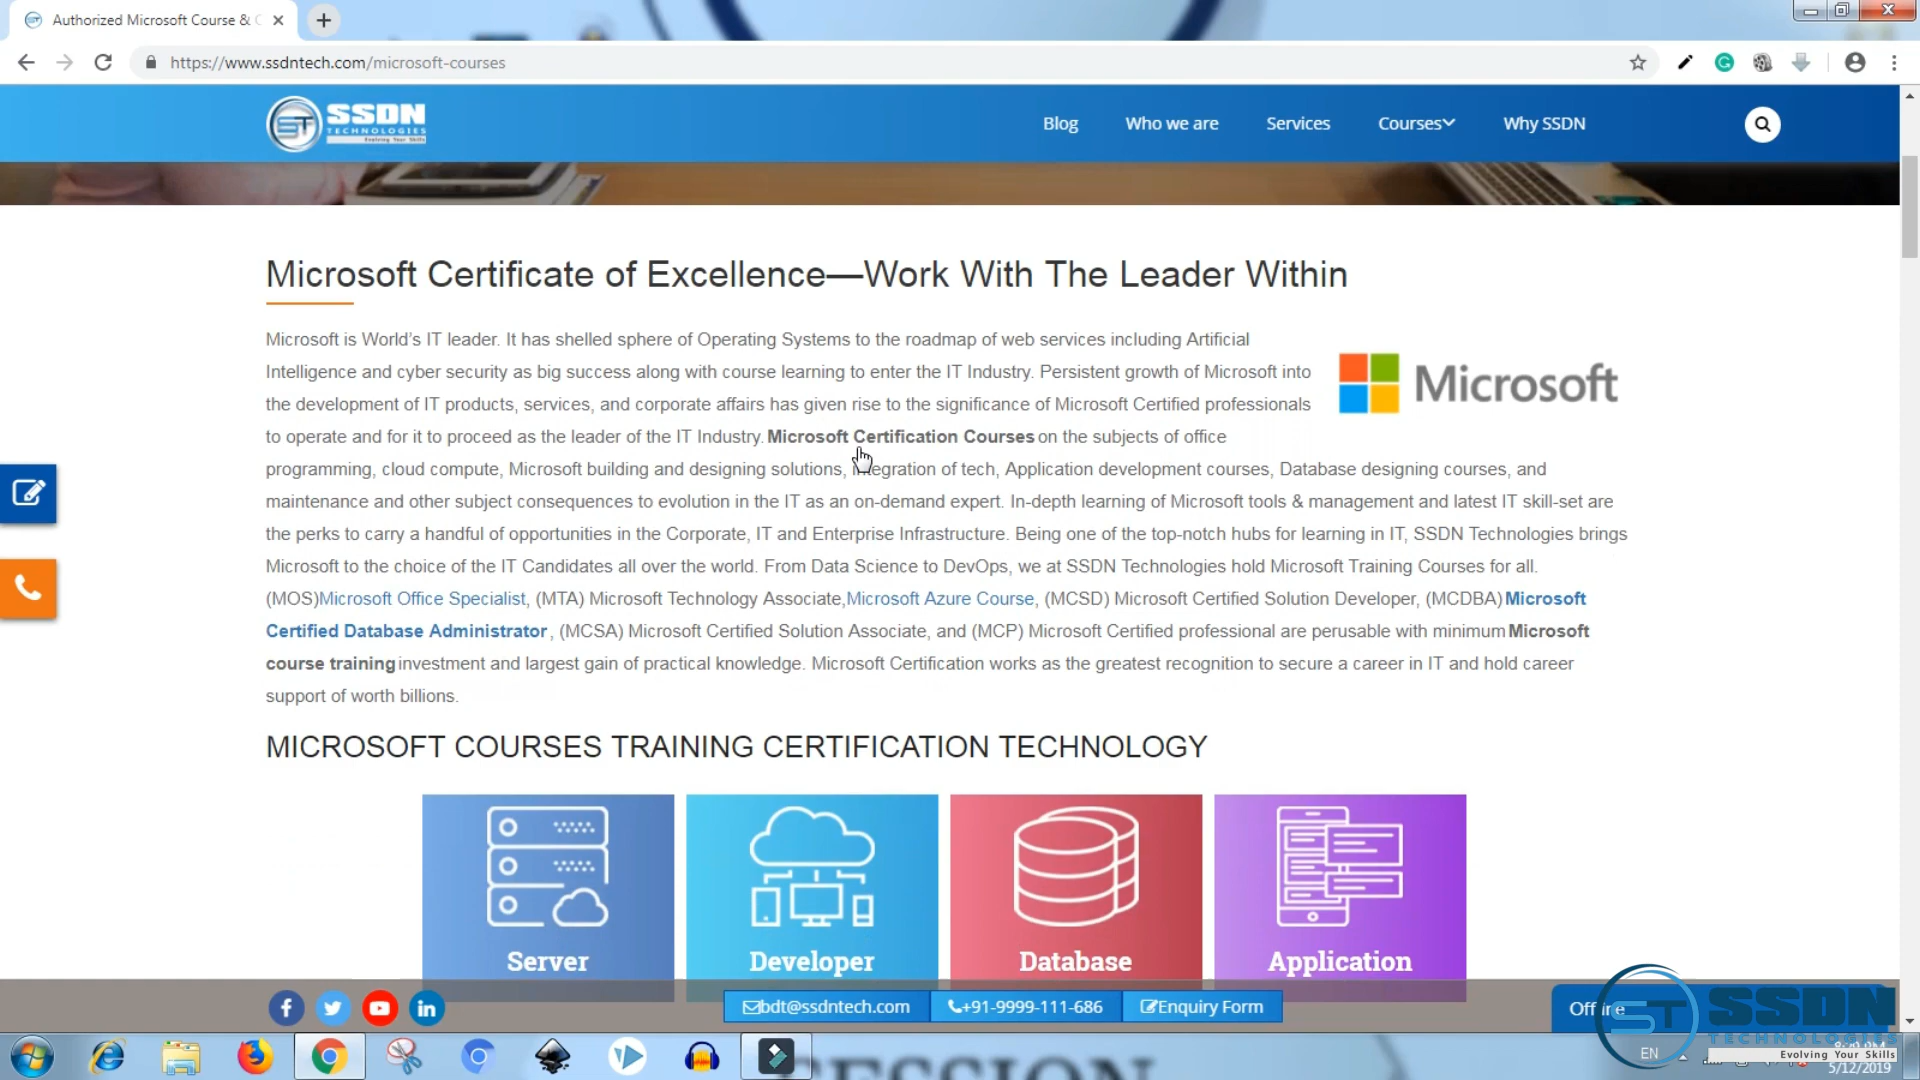 Authorized Microsoft Course & C
https://www.ssdntech.com/microsoft-courses
ST SSDN TECHNOLOGIES Evolving Your Skills
Blog Who we are Services Courses Why SSDN
Microsoft Certificate of Excellence—Work With The Leader Within
Microsoft is World's IT leader. It has shelled sphere of Operating Systems to the roadmap of web services including Artificial
Intelligence and cyber security as big success along with course learning to enter the IT Industry. Persistent growth of Microsoft into
the development of IT products, services, and corporate affairs has given rise to the significance of Microsoft Certified professionals
to operate and for it to proceed as the leader of the IT Industry. Microsoft Certification Courses on the subjects of office
Microsoft
programming, cloud compute, Microsoft building and designing solutions, integration of tech, Application development courses, Database designing courses, and
maintenance and other subject consequences to evolution in the IT as an on-demand expert. In-depth learning of Microsoft tools & management and latest IT skill-set are
the perks to carry a handful of opportunities in the Corporate, IT and Enterprise Infrastructure. Being one of the top-notch hubs for learning in IT, SSDN Technologies brings
Microsoft to the choice of the IT Candidates all over the world. From Data Science to DevOps, we at SSDN Technologies hold Microsoft Training Courses for all.
(MOS)Microsoft Office Specialist, (MTA) Microsoft Technology Associate,Microsoft Azure Course, (MCSD) Microsoft Certified Solution Developer, (MCDBA)Microsoft
Certified Database Administrator , (MCSA) Microsoft Certified Solution Associate, and (MCP) Microsoft Certified professional are perusable with minimum Microsoft
course training investment and largest gain of practical knowledge. Microsoft Certification works as the greatest recognition to secure a career in IT and hold career
support of worth billions.
MICROSOFT COURSES TRAINING CERTIFICATION TECHNOLOGY
Server Developer Database Application
bdt@ssdntech.com +91-9999-111-686 Enquiry Form
Offline
ST SSDN
TECHNOLOGIES
Evolving Your Skills
EN
5/12/2019
SESSION